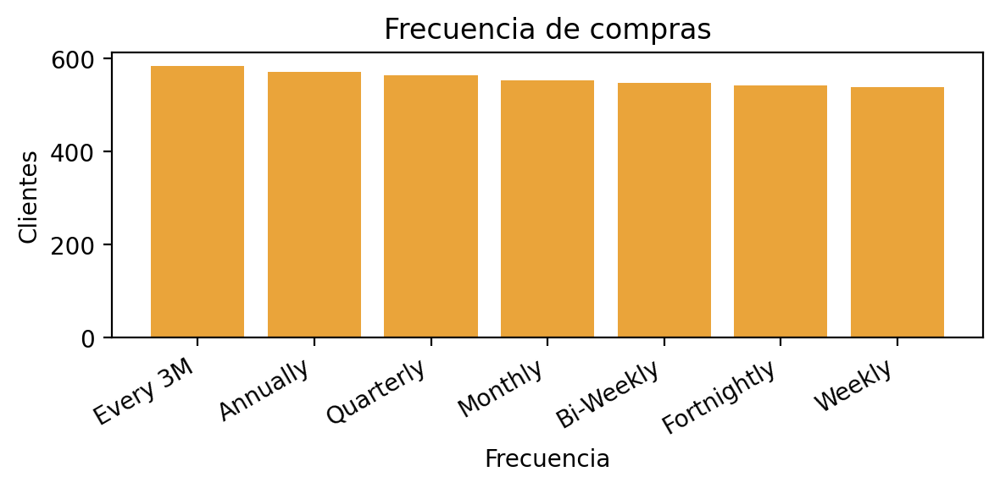 Frecuencia de compras
Clientes
600
400
200
0
Every 3M
Annually
Quarterly
Monthly
Bi-Weekly
Fortnightly
Weekly
Frecuencia